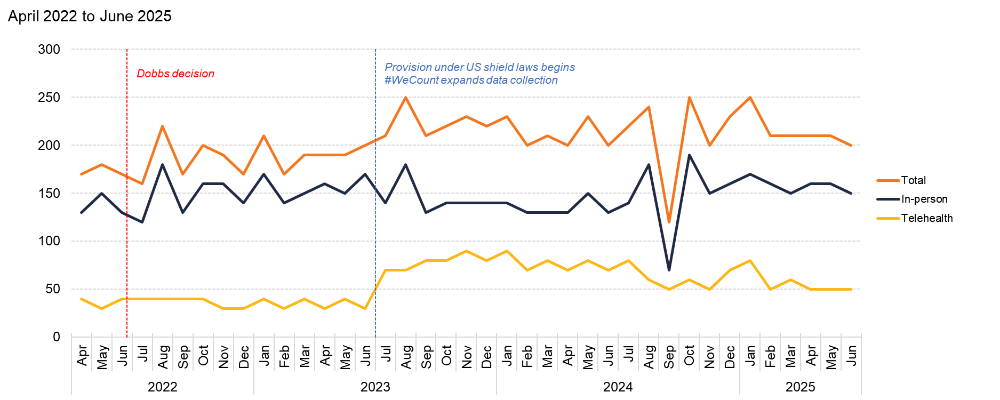 April 2022 to June 2025
300
250
200
150
100
50
0
Dobbs decision
Provision under US shield laws begins
#WeCount expands data collection
Total
In-person
Telehealth
Apr May Jun Jul Aug Sep Oct Nov Dec Jan Feb Mar Apr May Jun Jul Aug Sep Oct Nov Dec Jan Feb Mar Apr May Jun Jul Aug Sep Oct Nov Dec Jan Feb Mar Apr May Jun
2022 2023 2024 2025